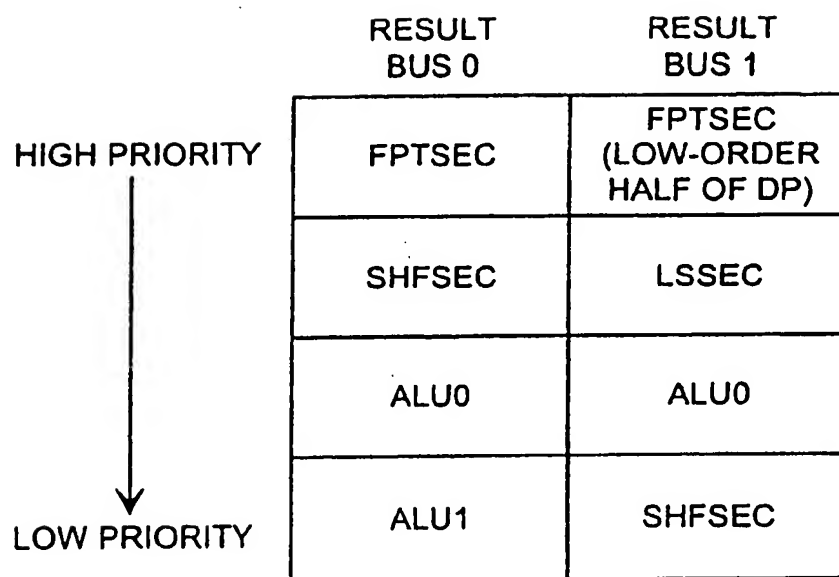 RESULT
BUS 0
RESULT
BUS 1
HIGH PRIORITY
FPTSEC
FPTSEC
(LOW-ORDER
HALF OF DP)
SHFSEC
LSSEC
ALU0
ALU0
LOW PRIORITY
ALU1
SHFSEC